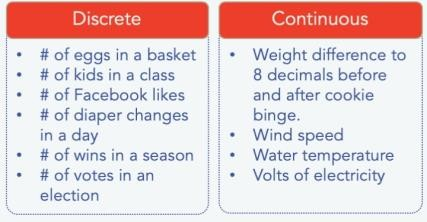 Discrete
• # of eggs in a basket
• # of kids in a class
• # of Facebook likes
• # of diaper changes
in a day
• # of wins in a season
• # of votes in an
election
Continuous
• Weight difference to
8 decimals before
and after cookie
binge.
• Wind speed
• Water temperature
• Volts of electricity